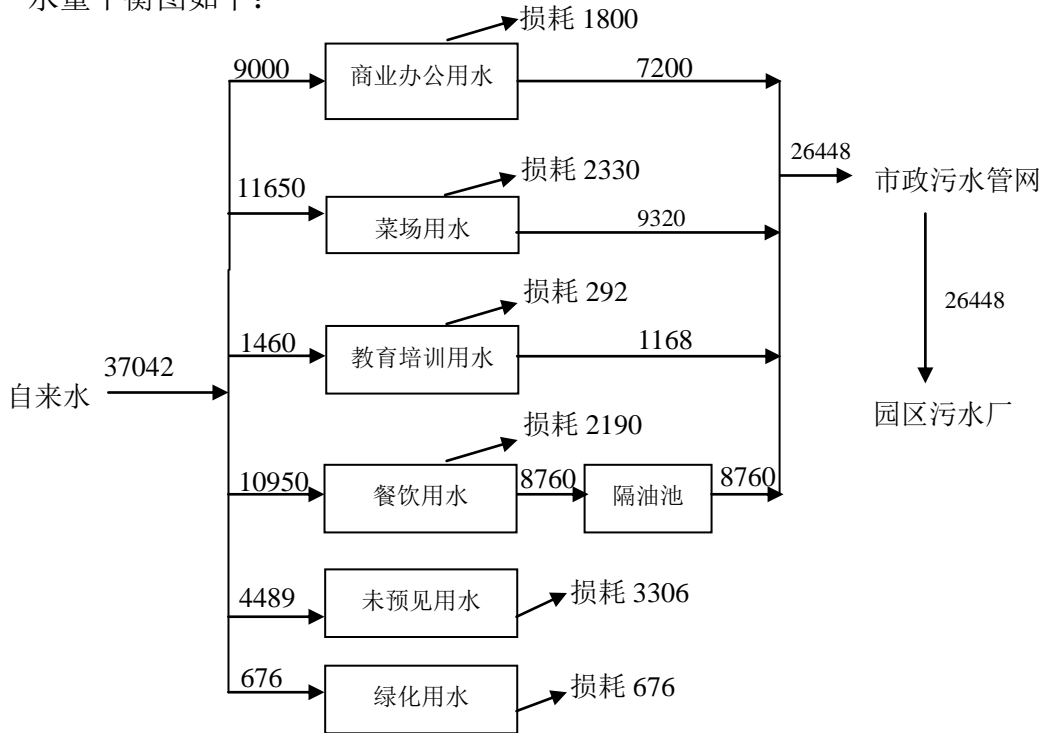 水量平衡图如下：
损耗 1800
9000
商业办公用水
7200
26448
市政污水管网
损耗 2330
11650
菜场用水
9320
损耗 292
26448
1460
教育培训用水
1168
37042
自来水
园区污水厂
损耗 2190
10950
餐饮用水
8760
隔油池
8760
4489
未预见用水
损耗 3306
676
绿化用水
损耗 676